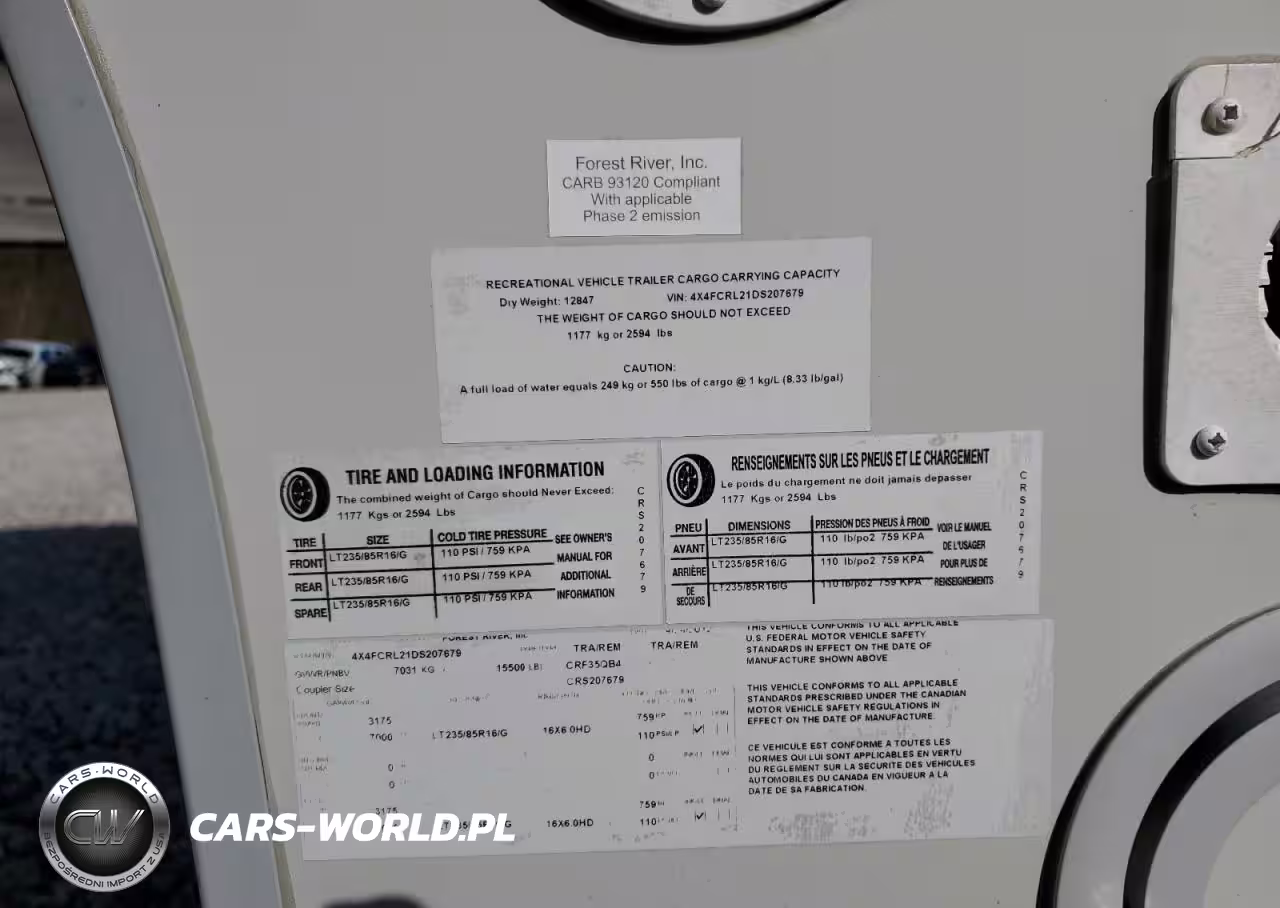 Forest River, Inc.
CARB 93120 Compliant
With applicable
Phase 2 emission
RECREATIONAL VEHICLE TRAILER CARGO CARRYING CAPACITY
Dry Weight: 12847 VIN: 4X4FCRL21DS207679
THE WEIGHT OF CARGO SHOULD NOT EXCEED
1177 kg or 2594 lbs
CAUTION:
A full load of water equals 249 kg or 550 lbs of cargo @ 1 kg/L (8.33 lb/gal)
TIRE AND LOADING INFORMATION
The combined weight of Cargo should Never Exceed:
1177 Kgs or 2594 Lbs
TIRE SIZE COLD TIRE PRESSURE
FRONT LT235/85R16/G 110 PSI / 759 KPA
REAR LT235/85R16/G 110 PSI / 759 KPA
SPARE LT235/85R16/G 110 PSI / 759 KPA
SEE OWNER'S
MANUAL FOR
ADDITIONAL
INFORMATION
CRS207679
RENSEIGNEMENTS SUR LES PNEUS ET LE CHARGEMENT
Le poids du chargement ne doit jamais depasser
1177 Kgs or 2594 Lbs
PNEU DIMENSIONS PRESSION DES PNEUS À FROID
AVANT LT235/85R16/G 110 lb/po2 759 KPA
ARRIÈRE LT235/85R16/G 110 lb/po2 759 KPA
DE SECOURS LT235/85R16/G 110 lb/po2 759 KPA
VOIR LE MANUEL
DE L'USAGER
POUR PLUS DE
RENSEIGNEMENTS
CRS207679
FOREST RIVER, INC
4X4FCRL21DS207679 TRA/REM TRA/REM
GVWR/PNBV 7031 KG 15500 LB CRF35QB4
Coupler Size CRS207679
3175 759 KP
7000 LT235/85R16/G 16X6.0HD 110 PSI
0 0
0 0
3175 759
LT235/85R16/G 16X6.0HD 110
THIS VEHICLE CONFORMS TO ALL APPLICABLE
U.S. FEDERAL MOTOR VEHICLE SAFETY
STANDARDS IN EFFECT ON THE DATE OF
MANUFACTURE SHOWN ABOVE
THIS VEHICLE CONFORMS TO ALL APPLICABLE
STANDARDS PRESCRIBED UNDER THE CANADIAN
MOTOR VEHICLE SAFETY REGULATIONS IN
EFFECT ON THE DATE OF MANUFACTURE.
CE VEHICULE EST CONFORME A TOUTES LES
NORMES QUI LUI SONT APPLICABLES EN VERTU
DU REGLEMENT SUR LA SECURITE DES VEHICULES
AUTOMOBILES DU CANADA EN VIGUEUR A LA
DATE DE SA FABRICATION.
CARS-WORLD
CW
BEZPOŚREDNI IMPORT Z USA
CARS-WORLD.PL